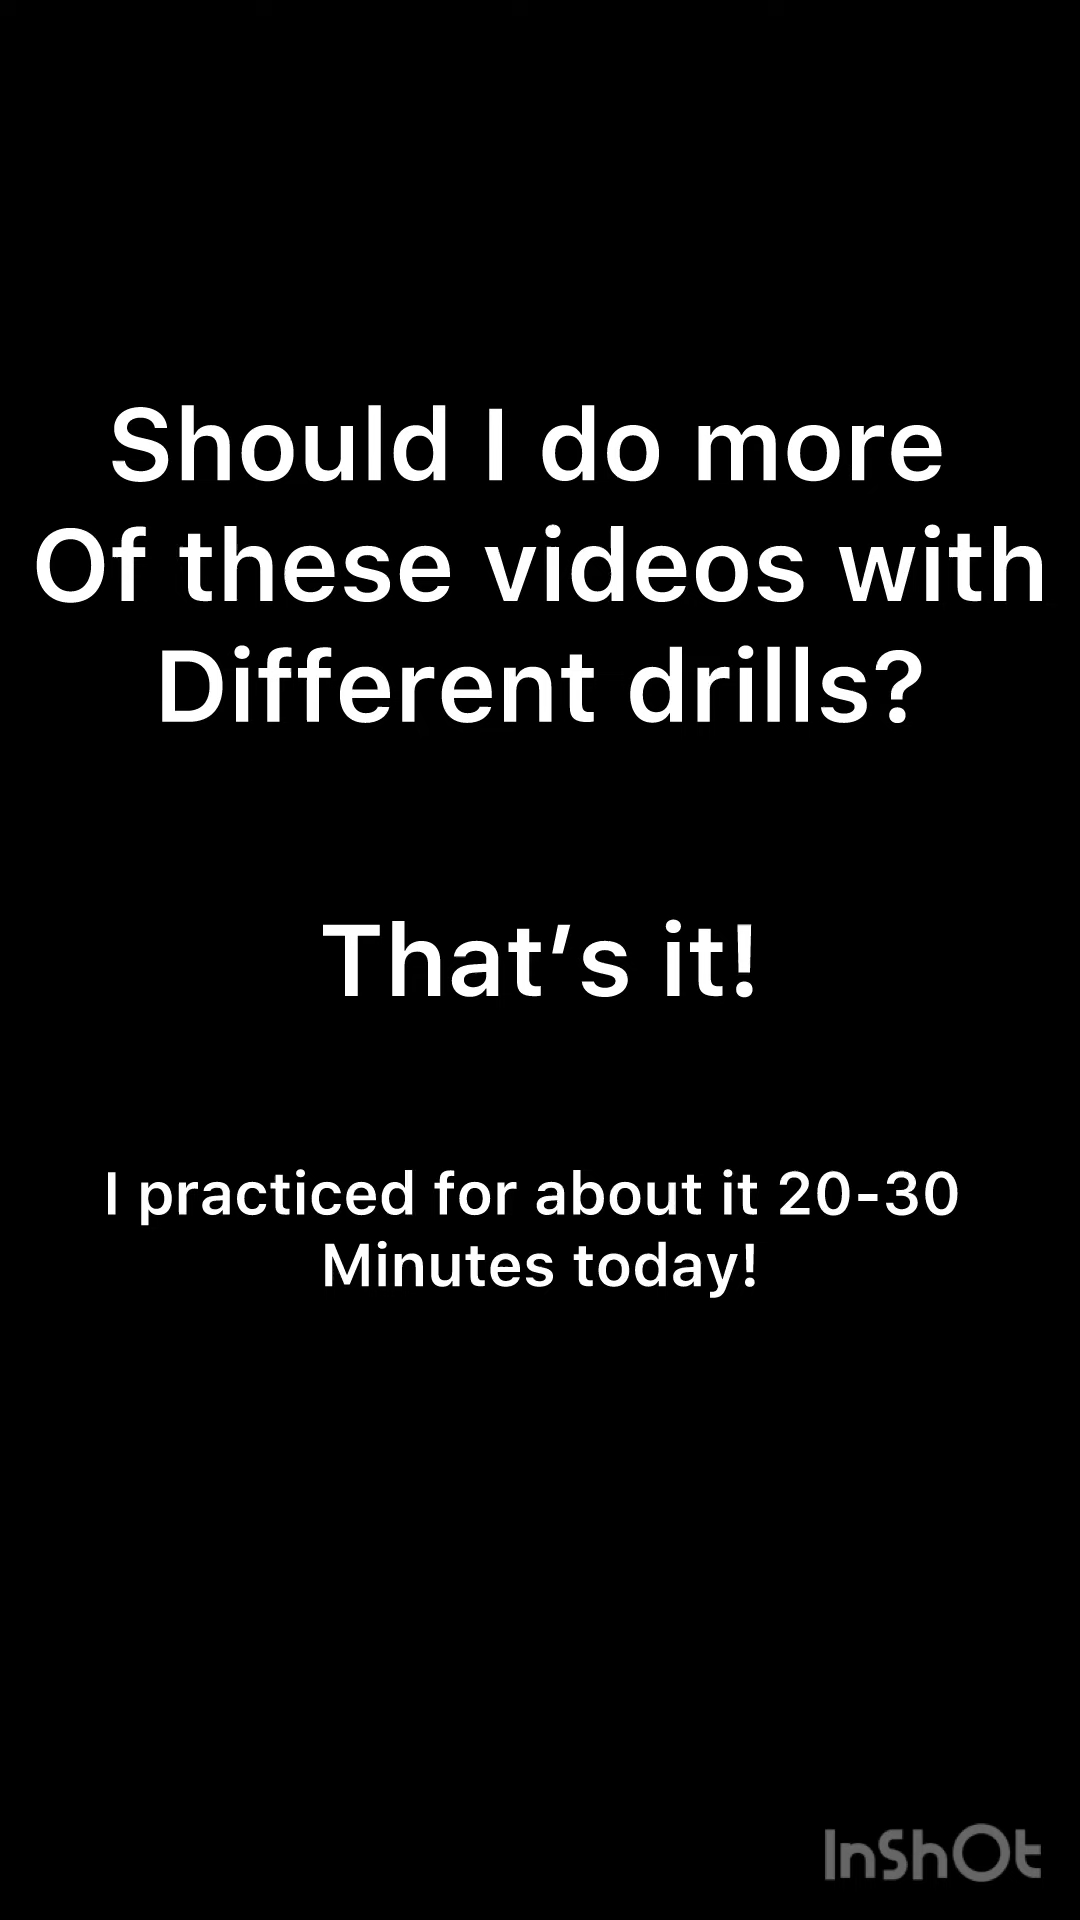 Should I do more
Of these videos with
Different drills?
That's it!
I practiced for about it 20-30
Minutes today!
InShOt